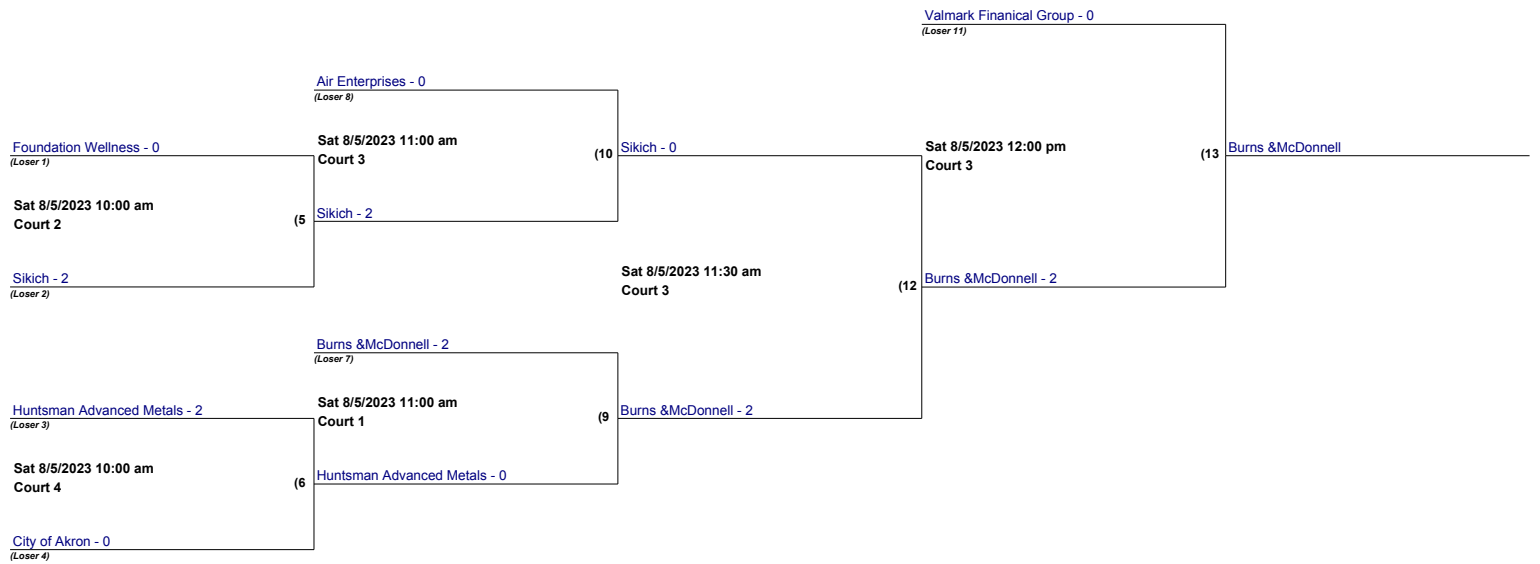 Valmark Finanical Group - 0
(Loser 11)
Air Enterprises - 0
(Loser 8)
Sat 8/5/2023 11:00 am
Court 3
(10
Foundation Wellness - 0
(Loser 1)
Sikich - 0
Sat 8/5/2023 12:00 pm
Court 3
(13
Burns &McDonnell
Sat 8/5/2023 10:00 am
Court 2
(5
Sikich - 2
Sikich - 2
(Loser 2)
Sat 8/5/2023 11:30 am
Court 3
(12
Burns &McDonnell - 2
Burns &McDonnell - 2
(Loser 7)
Sat 8/5/2023 11:00 am
Court 1
(9
Burns &McDonnell - 2
Huntsman Advanced Metals - 2
(Loser 3)
Sat 8/5/2023 10:00 am
Court 4
(6
Huntsman Advanced Metals - 0
City of Akron - 0
(Loser 4)